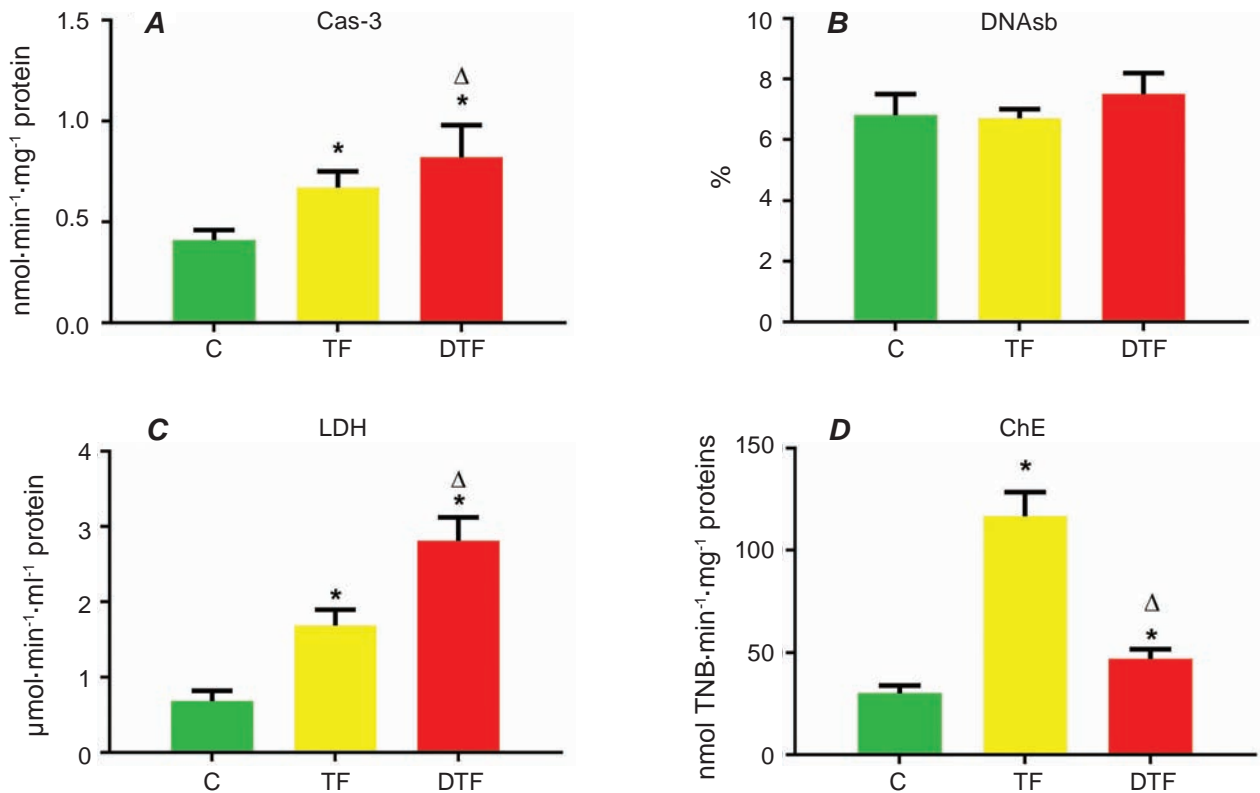 A Cas-3
nmol·min⁻¹·mg⁻¹ protein
1.5
1.0
0.5
0.0
Δ
*
*
C TF DTF
B DNAsb
%
10
8
6
4
2
0
C TF DTF
C LDH
µmol·min⁻¹·ml⁻¹ protein
4
3
2
1
0
Δ
*
*
C TF DTF
D ChE
nmol TNB·min⁻¹·mg⁻¹ proteins
150
100
50
0
*
Δ
*
C TF DTF